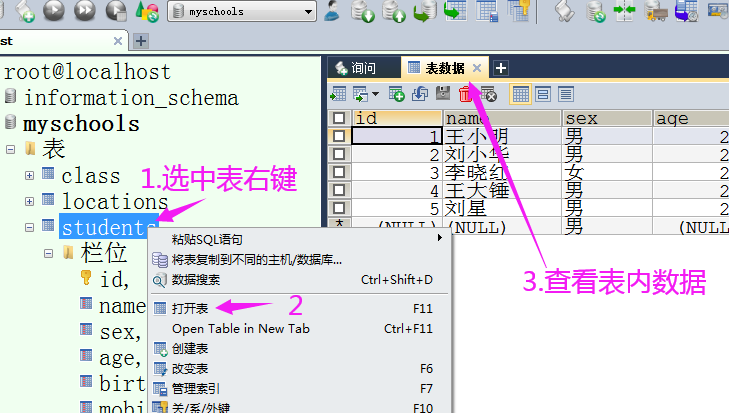 myschools
st
询问
表数据
root@localhost
information_schema
myschools
表
class
locations
students
栏位
id,
name
sex,
age,
birt
mobi
1.选中表右键
id name sex age
1 王小明 男 2
2 刘小华 男 2
3 李晓红 女 2
4 王大锤 男 2
5 刘星 男 2
* (NULL) (NULL) 男 (NULL
粘贴SQL语句
将表复制到不同的主机/数据库...
数据搜索 Ctrl+Shift+D
打开表 F11
Open Table in New Tab Ctrl+F11
创建表
改变表 F6
管理索引 F7
关/系/外键 F10
2
3.查看表内数据